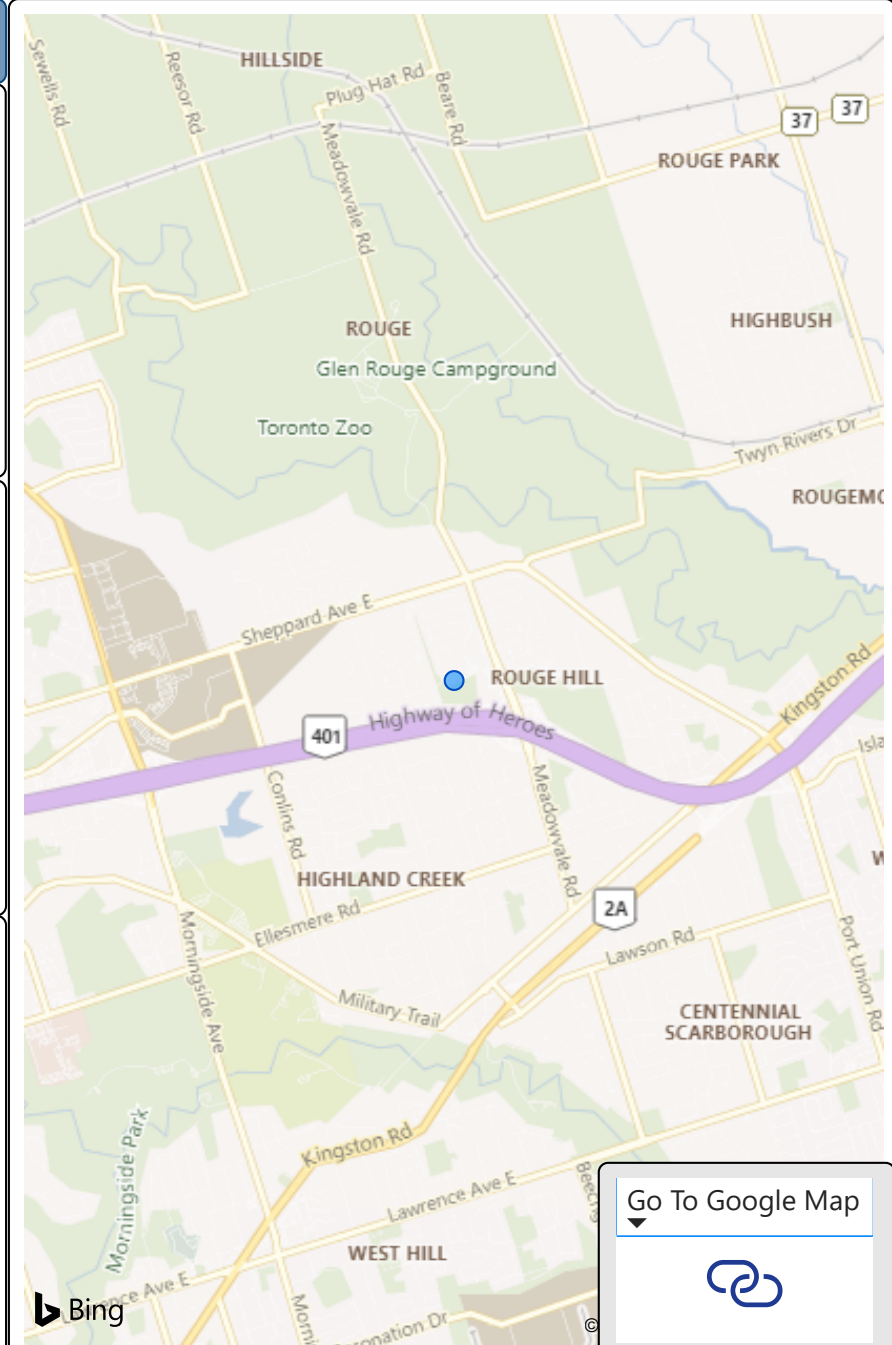 HILLSIDE
Sewells Rd
Reesor Rd
Plug Hat Rd
Beare Rd
37
37
Meadowvale Rd
ROUGE PARK
ROUGE
HIGHBUSH
Glen Rouge Campground
Toronto Zoo
Twyn Rivers Dr
ROUGEMO
Sheppard Ave E
ROUGE HILL
Kingston Rd
401
Highway of Heroes
Isla
Conlins Rd
Meadowvale Rd
W
HIGHLAND CREEK
2A
Ellesmere Rd
Morningside Ave
Lawson Rd
Port Union Rd
Military Trail
CENTENNIAL
SCARBOROUGH
Morningside Park
Kingston Rd
Lawrence Ave E
Beechg
Go To Google Map
WEST HILL
Ave E
Morni
onation Dr
Bing
©